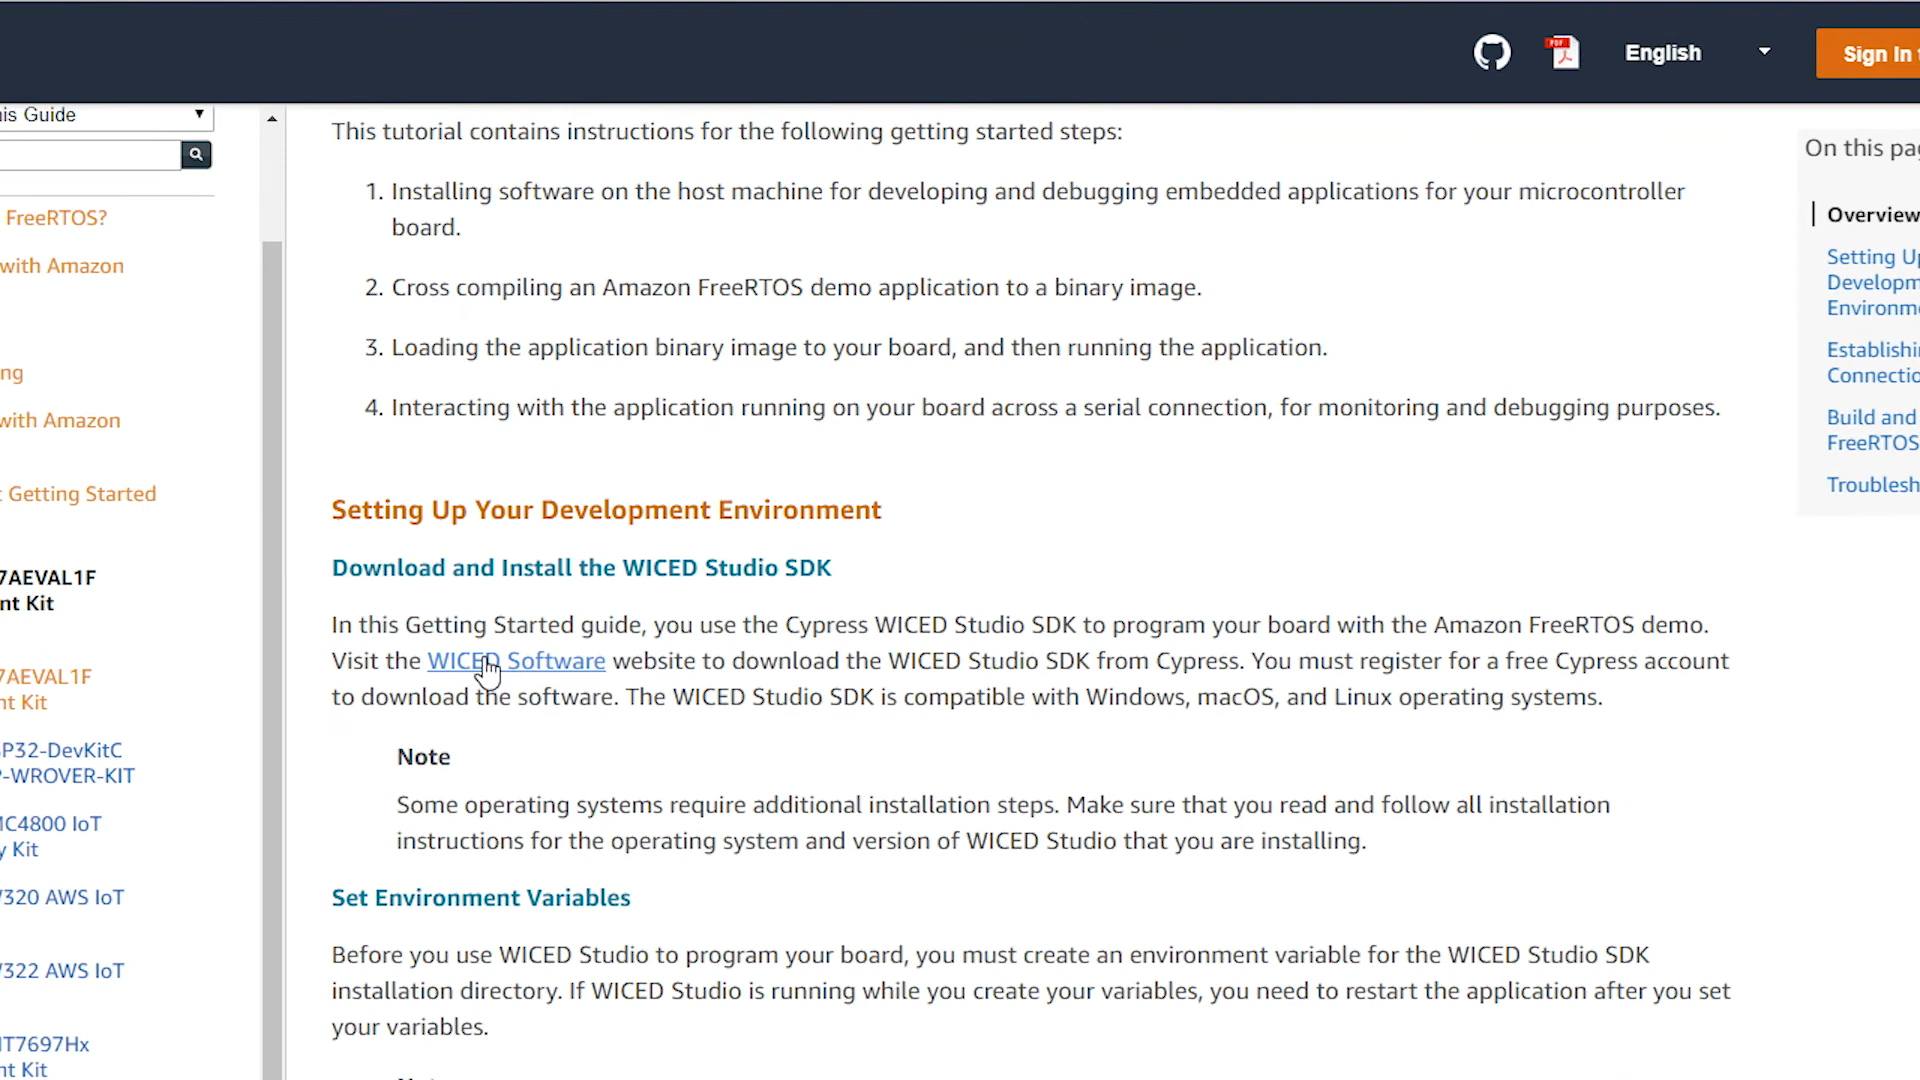 English
Sign In
is Guide
FreeRTOS?
with Amazon
ng
with Amazon
Getting Started
7AEVAL1F
nt Kit
7AEVAL1F
nt Kit
P32-DevKitC
-WROVER-KIT
MC4800 IoT
y Kit
320 AWS IoT
322 AWS IoT
MT7697Hx
nt Kit
This tutorial contains instructions for the following getting started steps:
1. Installing software on the host machine for developing and debugging embedded applications for your microcontroller
board.
2. Cross compiling an Amazon FreeRTOS demo application to a binary image.
3. Loading the application binary image to your board, and then running the application.
4. Interacting with the application running on your board across a serial connection, for monitoring and debugging purposes.
Setting Up Your Development Environment
Download and Install the WICED Studio SDK
In this Getting Started guide, you use the Cypress WICED Studio SDK to program your board with the Amazon FreeRTOS demo.
Visit the WICED Software website to download the WICED Studio SDK from Cypress. You must register for a free Cypress account
to download the software. The WICED Studio SDK is compatible with Windows, macOS, and Linux operating systems.
Note
Some operating systems require additional installation steps. Make sure that you read and follow all installation
instructions for the operating system and version of WICED Studio that you are installing.
Set Environment Variables
Before you use WICED Studio to program your board, you must create an environment variable for the WICED Studio SDK
installation directory. If WICED Studio is running while you create your variables, you need to restart the application after you set
your variables.
On this pag
Overview
Setting Up
Developm
Environme
Establishi
Connectio
Build and
FreeRTOS
Troublesh